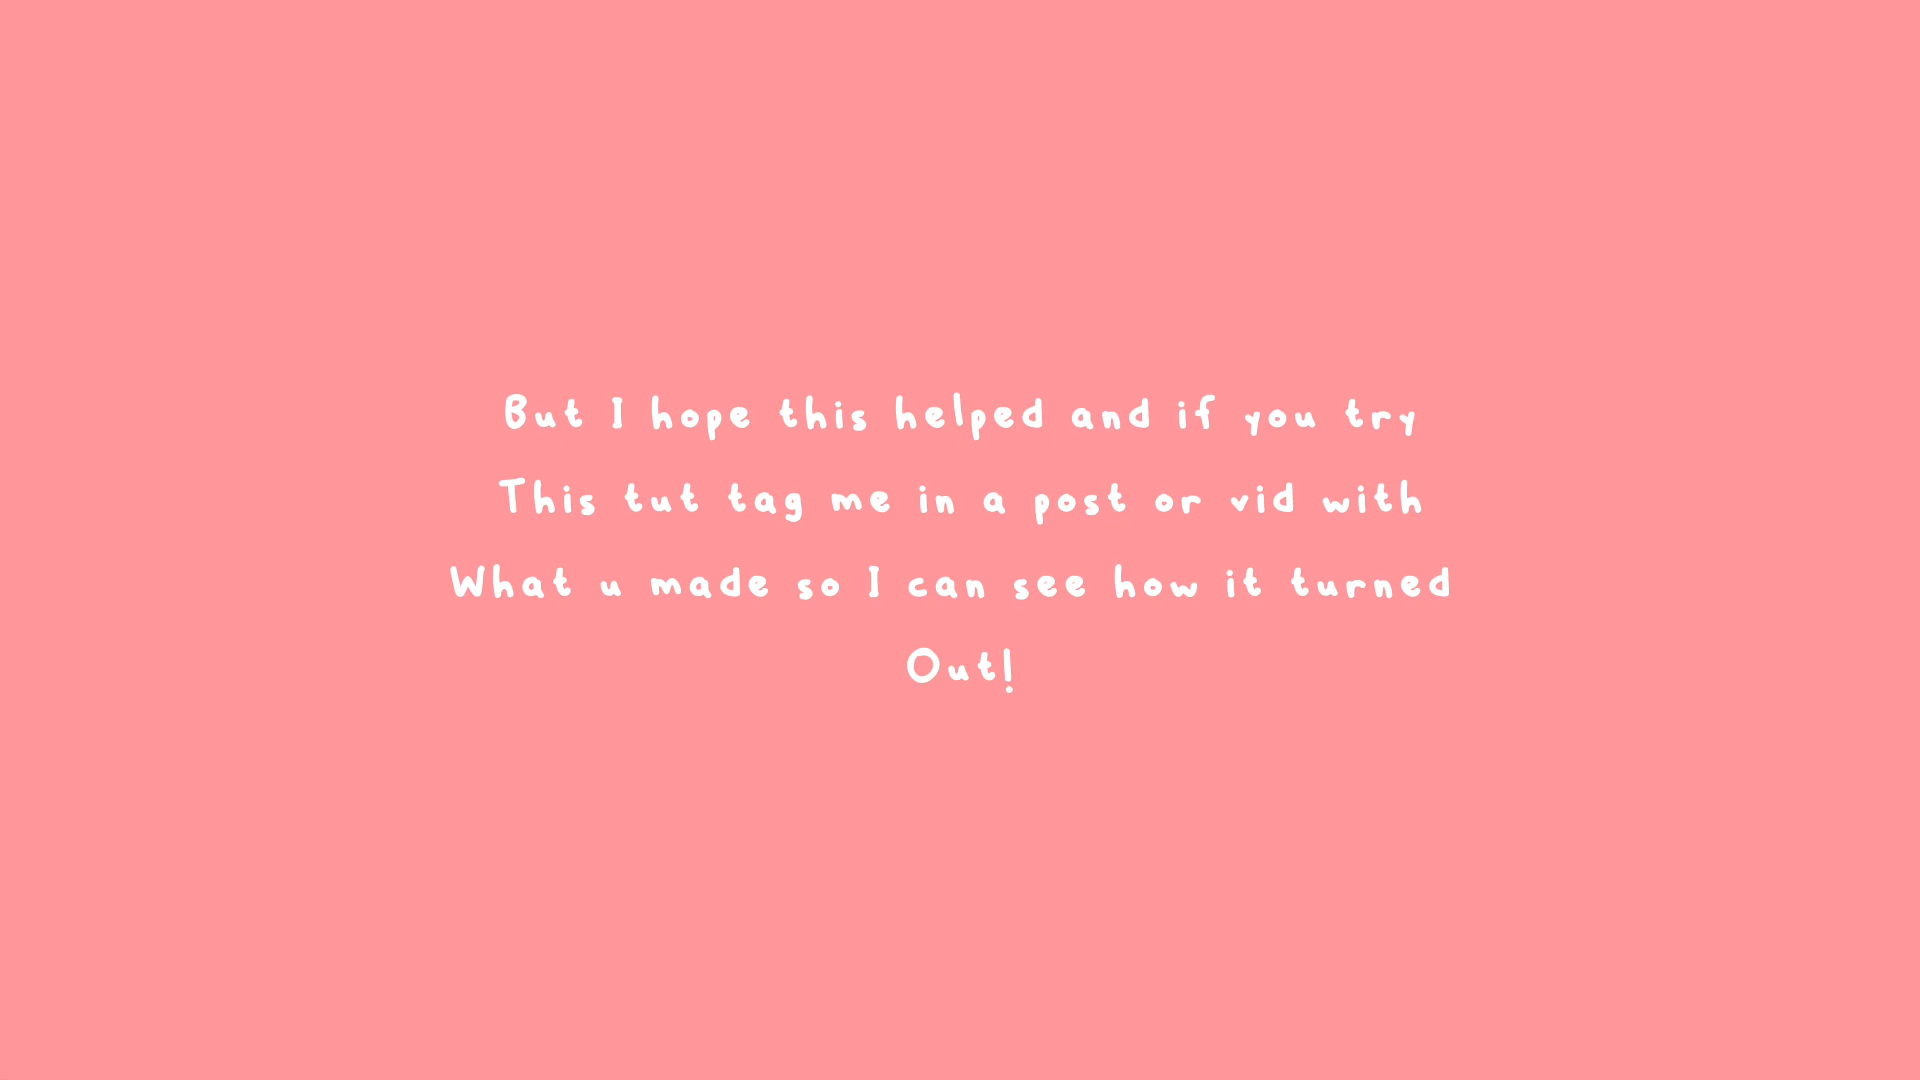 But I hope this helped and if you try
This tut tag me in a post or vid with
What u made so I can see how it turned
Out!